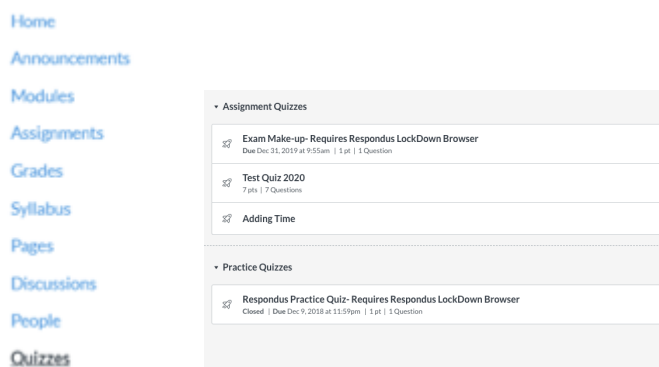 Home
Announcements
Modules
Assignments
Grades
Syllabus
Pages
Discussions
People
Quizzes
Assignment Quizzes
Exam Make-up- Requires Respondus LockDown Browser
Due Dec 31, 2019 at 9:55am | 1 pt | 1 Question
Test Quiz 2020
7 pts | 7 Questions
Adding Time
Practice Quizzes
Respondus Practice Quiz- Requires Respondus LockDown Browser
Closed | Due Dec 9, 2018 at 11:59pm | 1 pt | 1 Question